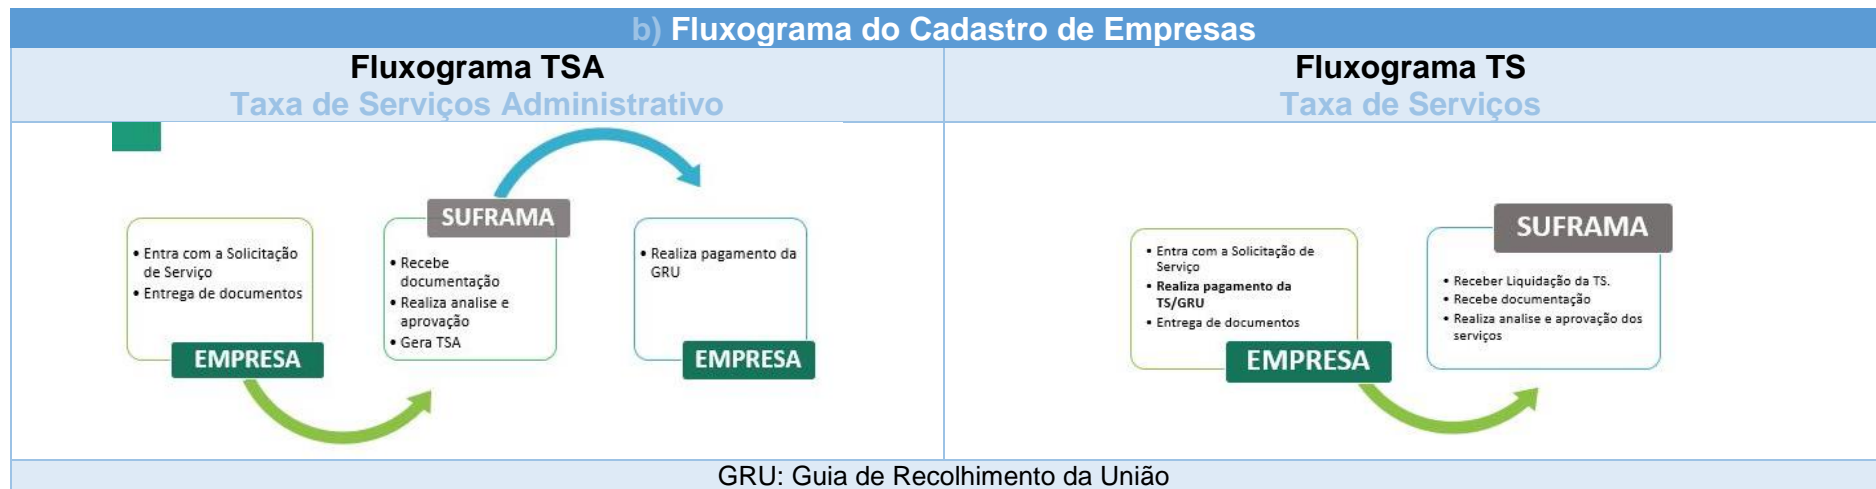 b) Fluxograma do Cadastro de Empresas
Fluxograma TSA
Taxa de Serviços Administrativo
• Entra com a Solicitação
de Serviço
• Entrega de documentos
EMPRESA
SUFRAMA
• Recebe
documentação
• Realiza analise e
aprovação
• Gera TSA
• Realiza pagamento da
GRU
EMPRESA
Fluxograma TS
Taxa de Serviços
• Entra com a Solicitação de
Serviço
• Realiza pagamento da
TS/GRU
• Entrega de documentos
EMPRESA
SUFRAMA
• Receber Liquidação da TS.
• Recebe documentação
• Realiza analise e aprovação dos
serviços
GRU: Guia de Recolhimento da União